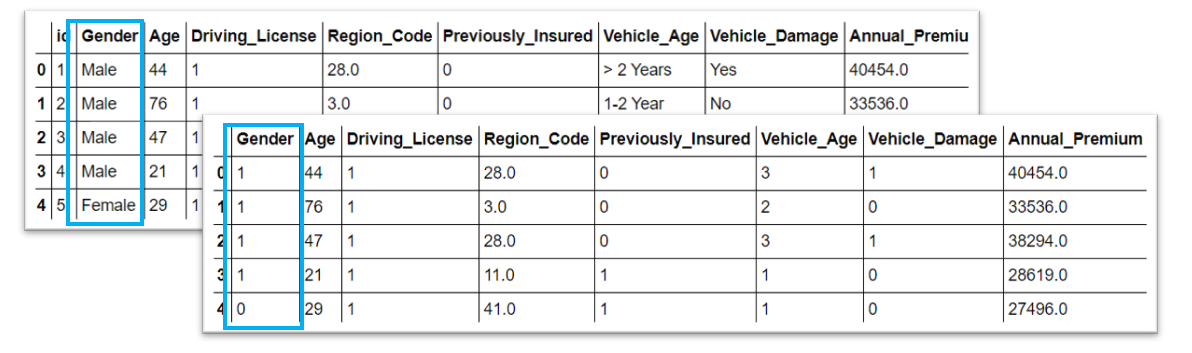 id Gender Age Driving_License Region_Code Previously_Insured Vehicle_Age Vehicle_Damage Annual_Premiu
0 1 Male 44 1 28.0 0 > 2 Years Yes 40454.0
1 2 Male 76 1 3.0 0 1-2 Year No 33536.0
2 3 Male 47 1
3 4 Male 21 1
4 5 Female 29 1
Gender Age Driving_License Region_Code Previously_Insured Vehicle_Age Vehicle_Damage Annual_Premium
0 1 44 1 28.0 0 3 1 40454.0
1 1 76 1 3.0 0 2 0 33536.0
2 1 47 1 28.0 0 3 1 38294.0
3 1 21 1 11.0 1 1 0 28619.0
4 0 29 1 41.0 1 1 0 27496.0